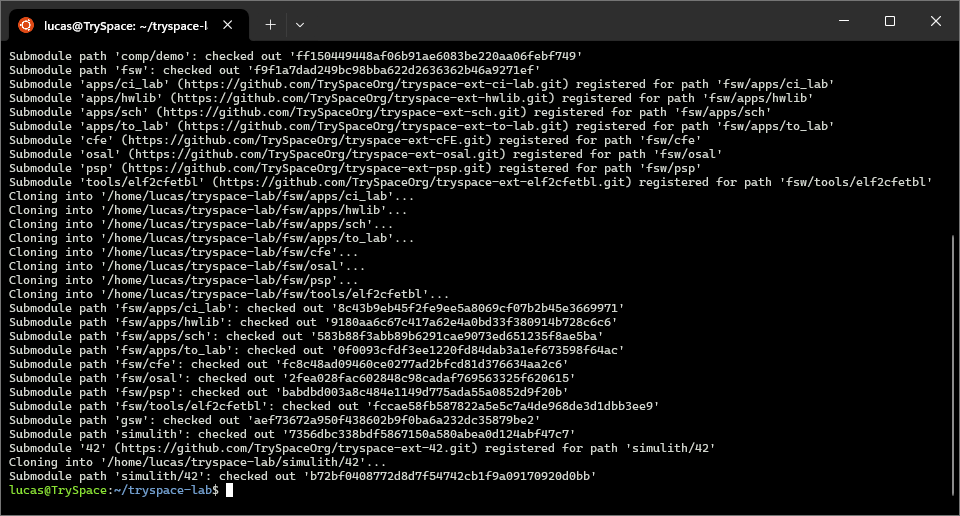 lucas@TrySpace: ~/tryspace-l
Submodule path 'comp/demo': checked out 'ff150449448af06b91ae6083be220aa06febf749'
Submodule path 'fsw': checked out 'f9f1a7dad249bc98bba622d2636362b46a9271ef'
Submodule 'apps/ci_lab' (https://github.com/TrySpaceOrg/tryspace-ext-ci-lab.git) registered for path 'fsw/apps/ci_lab'
Submodule 'apps/hwlib' (https://github.com/TrySpaceOrg/tryspace-ext-hwlib.git) registered for path 'fsw/apps/hwlib'
Submodule 'apps/sch' (https://github.com/TrySpaceOrg/tryspace-ext-sch.git) registered for path 'fsw/apps/sch'
Submodule 'apps/to_lab' (https://github.com/TrySpaceOrg/tryspace-ext-to-lab.git) registered for path 'fsw/apps/to_lab'
Submodule 'cfe' (https://github.com/TrySpaceOrg/tryspace-ext-cFE.git) registered for path 'fsw/cfe'
Submodule 'osal' (https://github.com/TrySpaceOrg/tryspace-ext-osal.git) registered for path 'fsw/osal'
Submodule 'psp' (https://github.com/TrySpaceOrg/tryspace-ext-psp.git) registered for path 'fsw/psp'
Submodule 'tools/elf2cfetbl' (https://github.com/TrySpaceOrg/tryspace-ext-elf2cfetbl.git) registered for path 'fsw/tools/elf2cfetbl'
Cloning into '/home/lucas/tryspace-lab/fsw/apps/ci_lab'...
Cloning into '/home/lucas/tryspace-lab/fsw/apps/hwlib'...
Cloning into '/home/lucas/tryspace-lab/fsw/apps/sch'...
Cloning into '/home/lucas/tryspace-lab/fsw/apps/to_lab'...
Cloning into '/home/lucas/tryspace-lab/fsw/cfe'...
Cloning into '/home/lucas/tryspace-lab/fsw/osal'...
Cloning into '/home/lucas/tryspace-lab/fsw/psp'...
Cloning into '/home/lucas/tryspace-lab/fsw/tools/elf2cfetbl'...
Submodule path 'fsw/apps/ci_lab': checked out '8c43b9eb45f2fe9ee5a8069cf07b2b45e3669971'
Submodule path 'fsw/apps/hwlib': checked out '9180aa6c67c417a62e4a0bd33f380914b728c6c6'
Submodule path 'fsw/apps/sch': checked out '583b88f3abb89b6291cae9073ed651235f8ae5ba'
Submodule path 'fsw/apps/to_lab': checked out '0f0093cfdf3ee1220fd84dab3a1ef673598f64ac'
Submodule path 'fsw/cfe': checked out 'fc8c48ad09460ce0277ad2bfcd81d376634aa2c6'
Submodule path 'fsw/osal': checked out '2fea028fac602848c98cadaf769563325f620615'
Submodule path 'fsw/psp': checked out 'babdbd003a8c484e1149d775ada55a0852d9f20b'
Submodule path 'fsw/tools/elf2cfetbl': checked out 'fccae58fb587822a5e5c7a4de968de3d1dbb3ee9'
Submodule path 'gsw': checked out 'aef73672a950f438602b9f0ba6a232dc35879be2'
Submodule path 'simulith': checked out '7356dbc338bdf5867150a580abea0d124abf47c7'
Submodule '42' (https://github.com/TrySpaceOrg/tryspace-ext-42.git) registered for path 'simulith/42'
Cloning into '/home/lucas/tryspace-lab/simulith/42'...
Submodule path 'simulith/42': checked out 'b72bf0408772d8d7f54742cb1f9a09170920d0bb'
lucas@TrySpace:~/tryspace-lab$